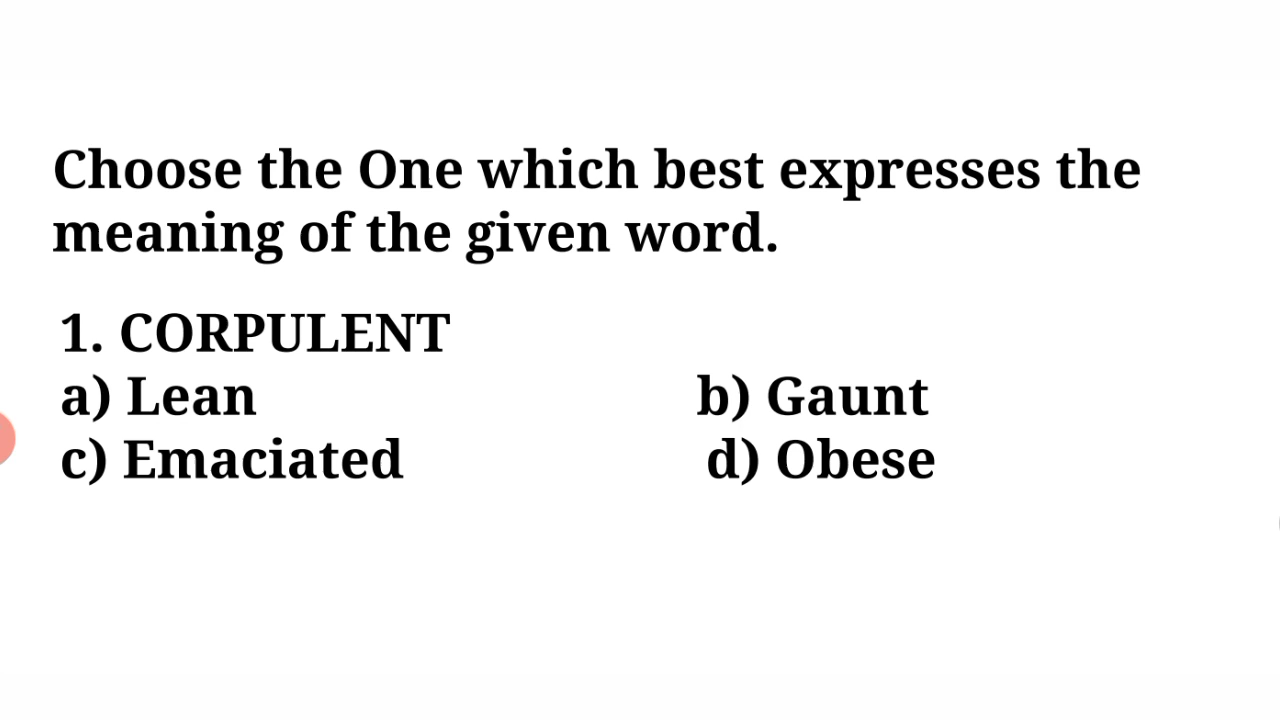 Choose the One which best expresses the
meaning of the given word.
1. CORPULENT
a) Lean b) Gaunt
c) Emaciated d) Obese